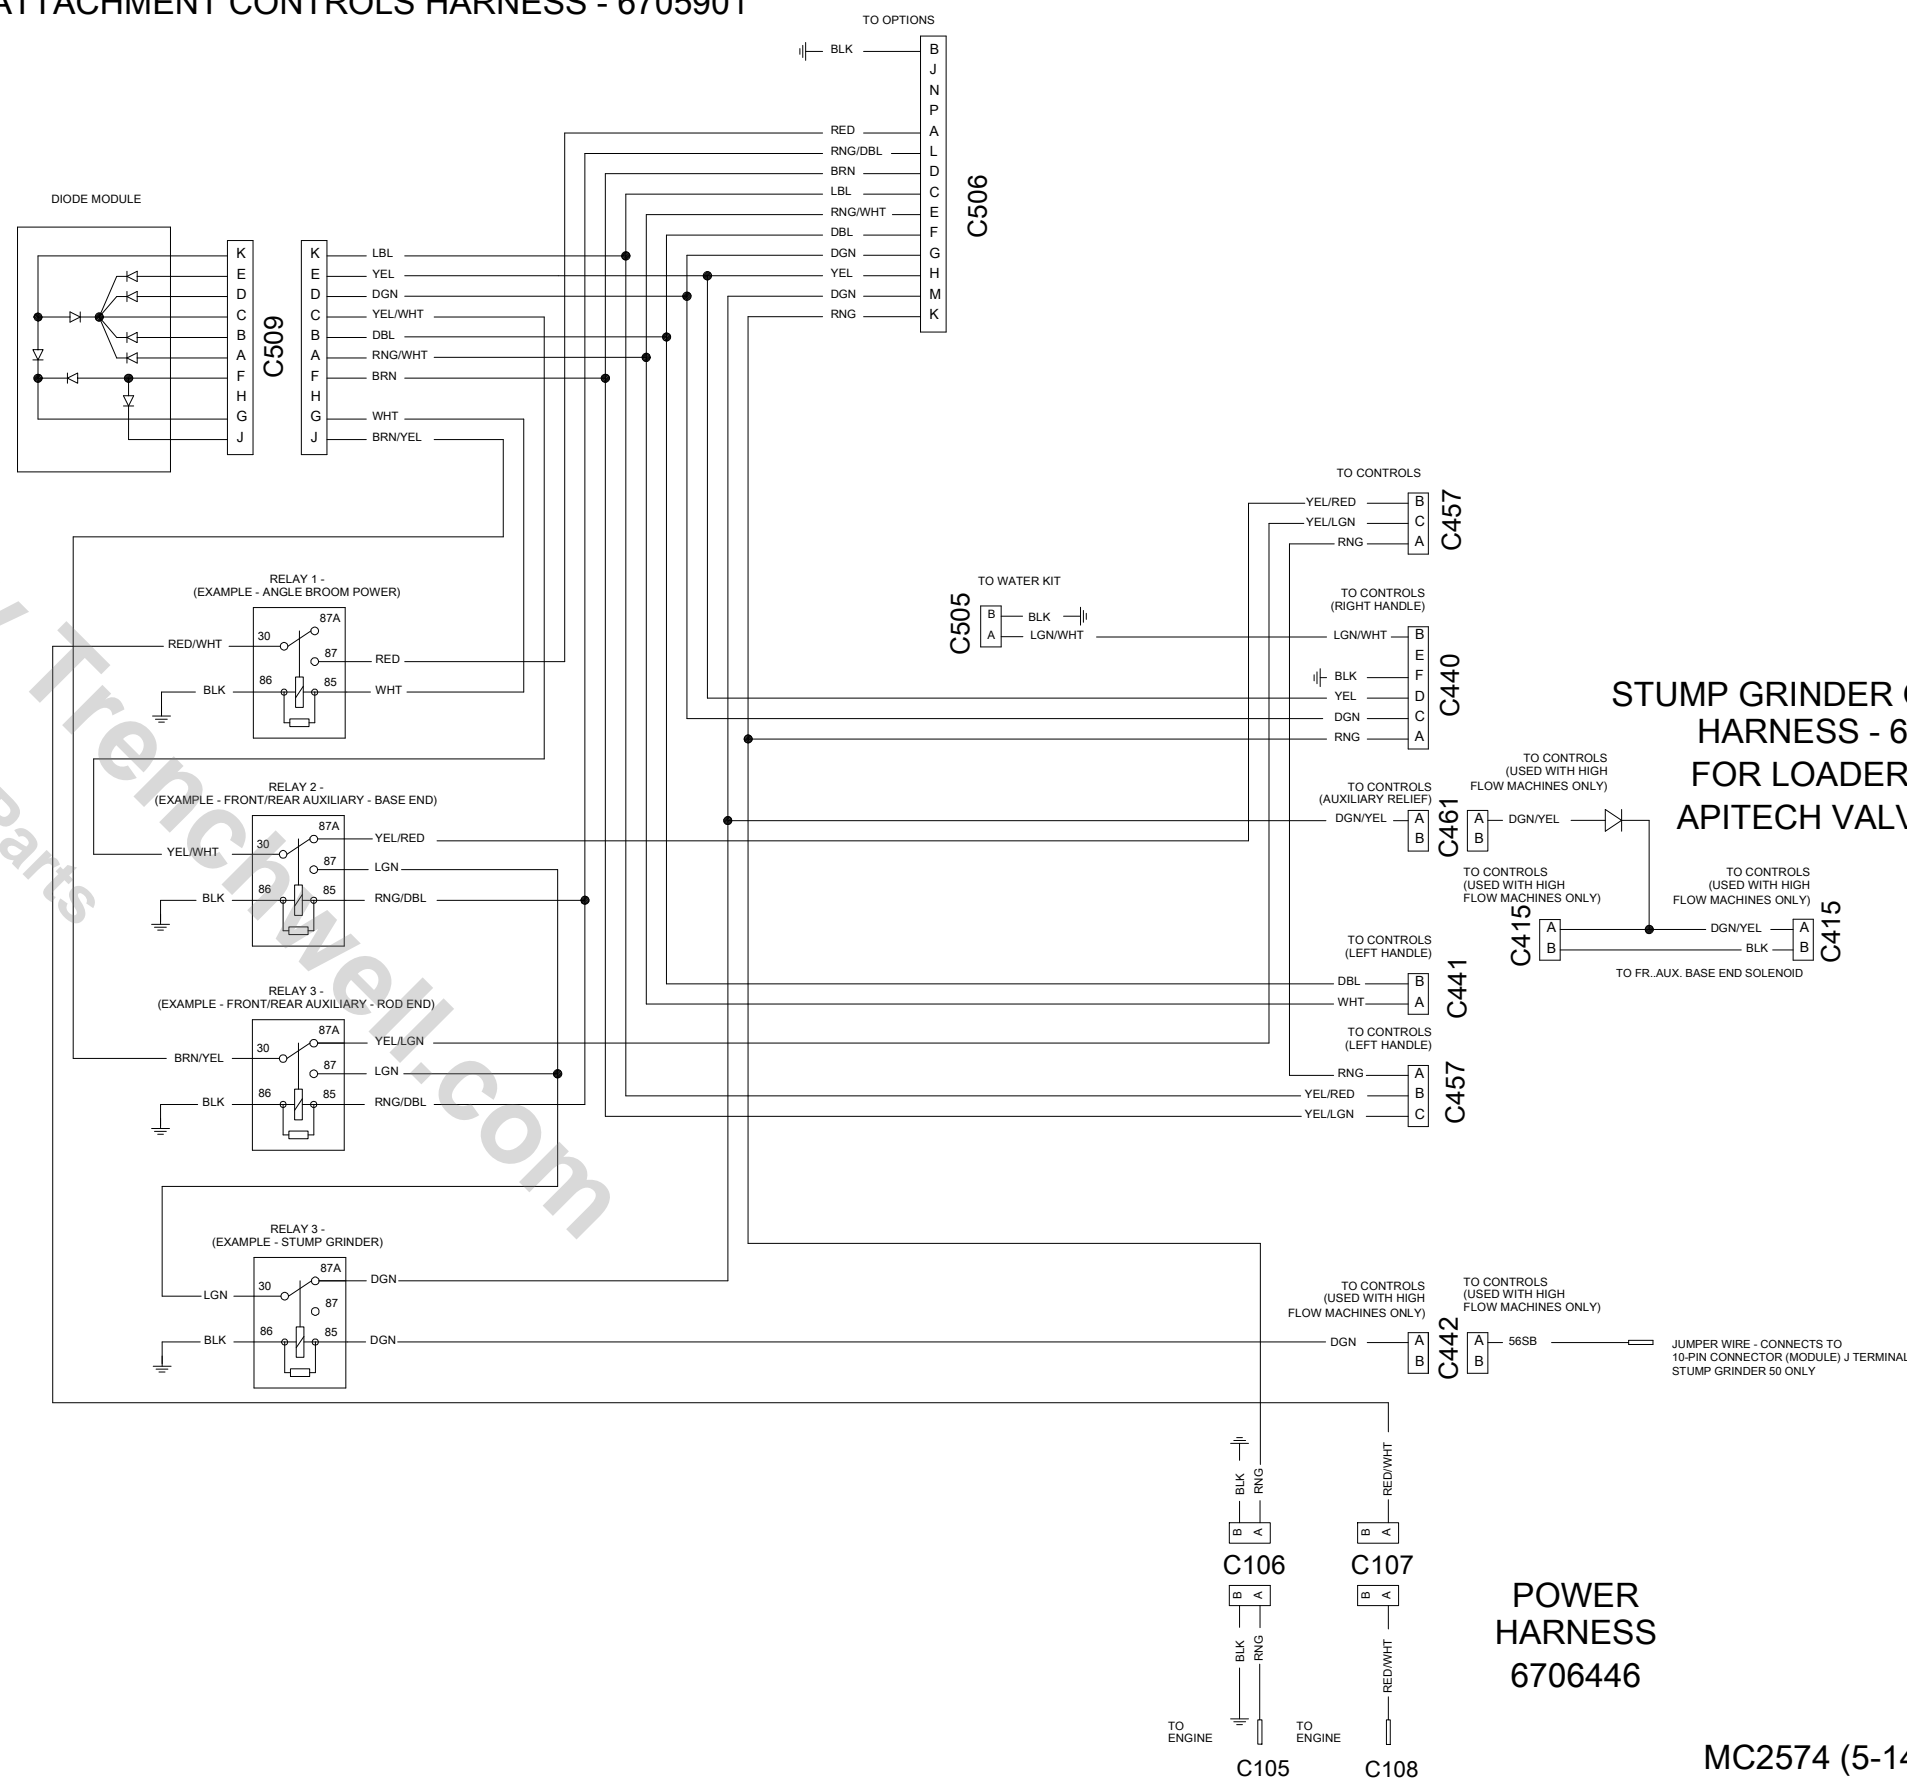 ATTACHMENT CONTROLS HARNESS - 6705901
TO OPTIONS
BLK
B
J
N
P
RED A
RNG/DBL L
BRN D
LBL C
RNG/WHT E
DBL F
DGN G
YEL H
DGN M
RNG K
C506
DIODE MODULE
K
E
D
C
B
A
F
H
G
J
C509
K LBL
E YEL
D DGN
C YEL/WHT
B DBL
A RNG/WHT
F BRN
H
G WHT
J BRN/YEL
TO CONTROLS
YEL/RED B
YEL/LGN C
RNG A
C457
RELAY 1 -
(EXAMPLE - ANGLE BROOM POWER)
87A
RED/WHT 30
87 RED
BLK 86 85 WHT
TO WATER KIT
C505
B BLK
A LGN/WHT
TO CONTROLS
(RIGHT HANDLE)
LGN/WHT B
E
BLK F
YEL D
DGN C
RNG A
C440
STUMP GRINDER
HARNESS - 6
FOR LOADER
APITECH VALV
RELAY 2 -
(EXAMPLE - FRONT/REAR AUXILIARY - BASE END)
87A YEL/RED
YEL/WHT 30
87 LGN
BLK 86 85 RNG/DBL
TO CONTROLS
(AUXILIARY RELIEF)
DGN/YEL A
B
C461
TO CONTROLS
(USED WITH HIGH
FLOW MACHINES ONLY)
A DGN/YEL
B
TO CONTROLS
(USED WITH HIGH
FLOW MACHINES ONLY)
C415
A
B
TO CONTROLS
(USED WITH HIGH
FLOW MACHINES ONLY)
DGN/YEL A
BLK B
C415
TO FR..AUX. BASE END SOLENOID
TO CONTROLS
(LEFT HANDLE)
DBL B
WHT A
C441
RELAY 3 -
(EXAMPLE - FRONT/REAR AUXILIARY - ROD END)
87A YEL/LGN
BRN/YEL 30
87 LGN
BLK 86 85 RNG/DBL
TO CONTROLS
(LEFT HANDLE)
RNG A
YEL/RED B
YEL/LGN C
C457
RELAY 3 -
(EXAMPLE - STUMP GRINDER)
87A DGN
LGN 30
87
BLK 86 85 DGN
TO CONTROLS
(USED WITH HIGH
FLOW MACHINES ONLY)
DGN A
B
C442
TO CONTROLS
(USED WITH HIGH
FLOW MACHINES ONLY)
A 56SB
B
JUMPER WIRE - CONNECTS TO
10-PIN CONNECTOR (MODULE) J TERMINAL
STUMP GRINDER 50 ONLY
BLK RNG RED/WHT
B A B A
C106 C107
B A B A
BLK RNG RED/WHT
TO
ENGINE
C105
TO
ENGINE
C108
POWER
HARNESS
6706446
MC2574 (5-14
Trenchwell.com
Parts